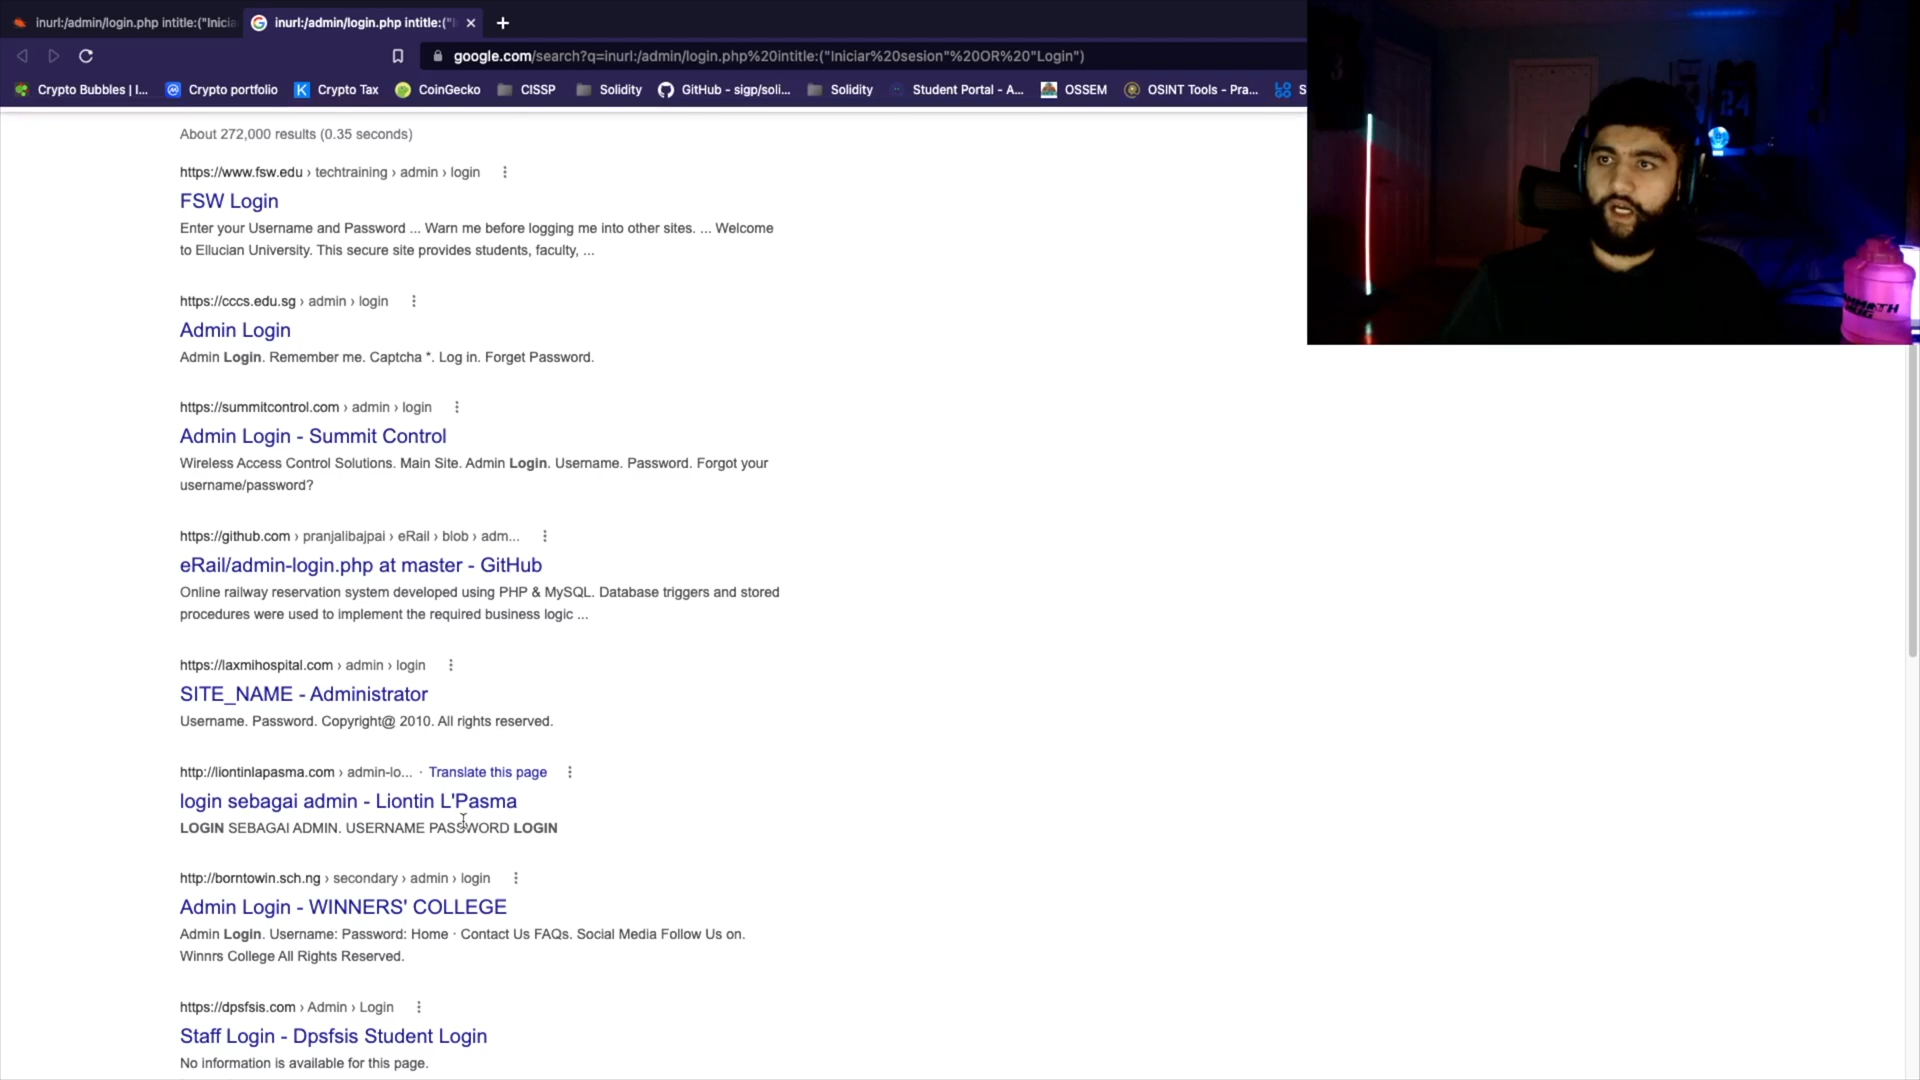 inurl:/admin/login.php intitle:("Inicia
inurl:/admin/login.php intitle:("I
google.com/search?q=inurl:/admin/login.php%20intitle:("Iniciar%20sesion"%20OR%20"Login")
Crypto Bubbles | I... Crypto portfolio Crypto Tax CoinGecko CISSP Solidity GitHub - sigp/soli... Solidity Student Portal - A... OSSEM OSINT Tools - Pra... S
About 272,000 results (0.35 seconds)
https://www.fsw.edu › techtraining › admin › login
FSW Login
Enter your Username and Password ... Warn me before logging me into other sites. ... Welcome
to Ellucian University. This secure site provides students, faculty, ...
https://cccs.edu.sg › admin › login
Admin Login
Admin Login. Remember me. Captcha *. Log in. Forget Password.
https://summitcontrol.com › admin › login
Admin Login - Summit Control
Wireless Access Control Solutions. Main Site. Admin Login. Username. Password. Forgot your
username/password?
https://github.com › pranjalibajpai › eRail › blob › adm...
eRail/admin-login.php at master - GitHub
Online railway reservation system developed using PHP & MySQL. Database triggers and stored
procedures were used to implement the required business logic ...
https://laxmihospital.com › admin › login
SITE_NAME - Administrator
Username. Password. Copyright@ 2010. All rights reserved.
http://liontinlapasma.com › admin-lo... · Translate this page
login sebagai admin - Liontin L'Pasma
LOGIN SEBAGAI ADMIN. USERNAME PASSWORD LOGIN
http://borntowin.sch.ng › secondary › admin › login
Admin Login - WINNERS' COLLEGE
Admin Login. Username: Password: Home · Contact Us FAQs. Social Media Follow Us on.
Winnrs College All Rights Reserved.
https://dpsfsis.com › Admin › Login
Staff Login - Dpsfsis Student Login
No information is available for this page.